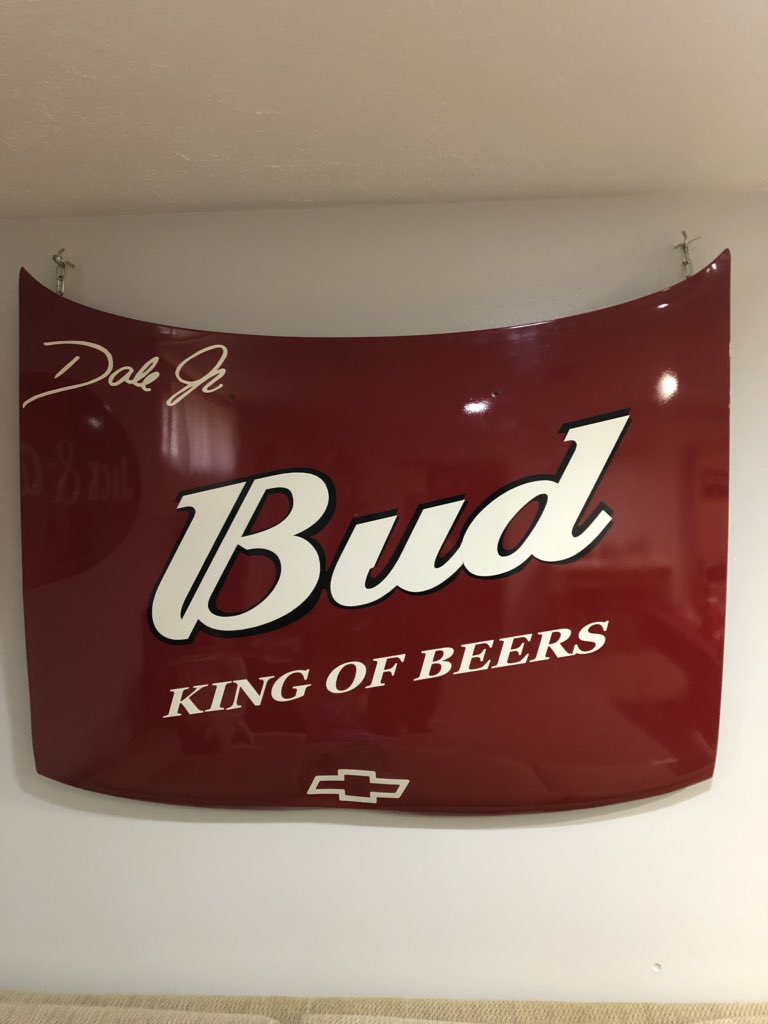 Dale Jr
Bud
KING OF BEERS